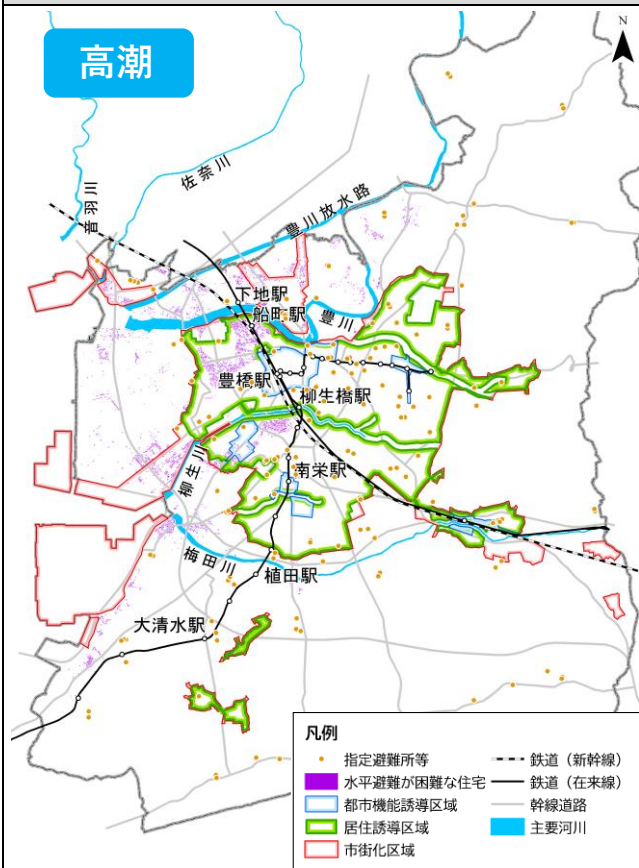 高潮
N
佐奈川
音羽川
豊川放水路
下地駅
船町駅
豊川
豊橋駅
柳生橋駅
南栄駅
柳生川
梅田川
植田駅
大清水駅
凡例
指定避難所等
水平避難が困難な住宅
都市機能誘導区域
居住誘導区域
市街化区域
鉄道（新幹線）
鉄道（在来線）
幹線道路
主要河川